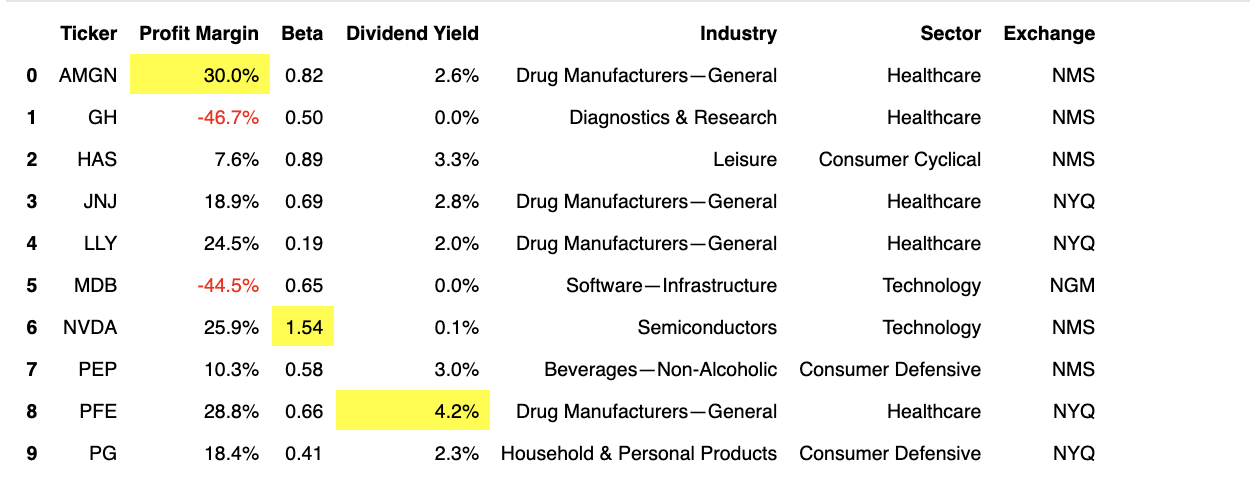 Ticker Profit Margin Beta Dividend Yield Industry Sector Exchange
0 AMGN 30.0% 0.82 2.6% Drug Manufacturers—General Healthcare NMS
1 GH -46.7% 0.50 0.0% Diagnostics & Research Healthcare NMS
2 HAS 7.6% 0.89 3.3% Leisure Consumer Cyclical NMS
3 JNJ 18.9% 0.69 2.8% Drug Manufacturers—General Healthcare NYQ
4 LLY 24.5% 0.19 2.0% Drug Manufacturers—General Healthcare NYQ
5 MDB -44.5% 0.65 0.0% Software—Infrastructure Technology NGM
6 NVDA 25.9% 1.54 0.1% Semiconductors Technology NMS
7 PEP 10.3% 0.58 3.0% Beverages—Non-Alcoholic Consumer Defensive NMS
8 PFE 28.8% 0.66 4.2% Drug Manufacturers—General Healthcare NYQ
9 PG 18.4% 0.41 2.3% Household & Personal Products Consumer Defensive NYQ